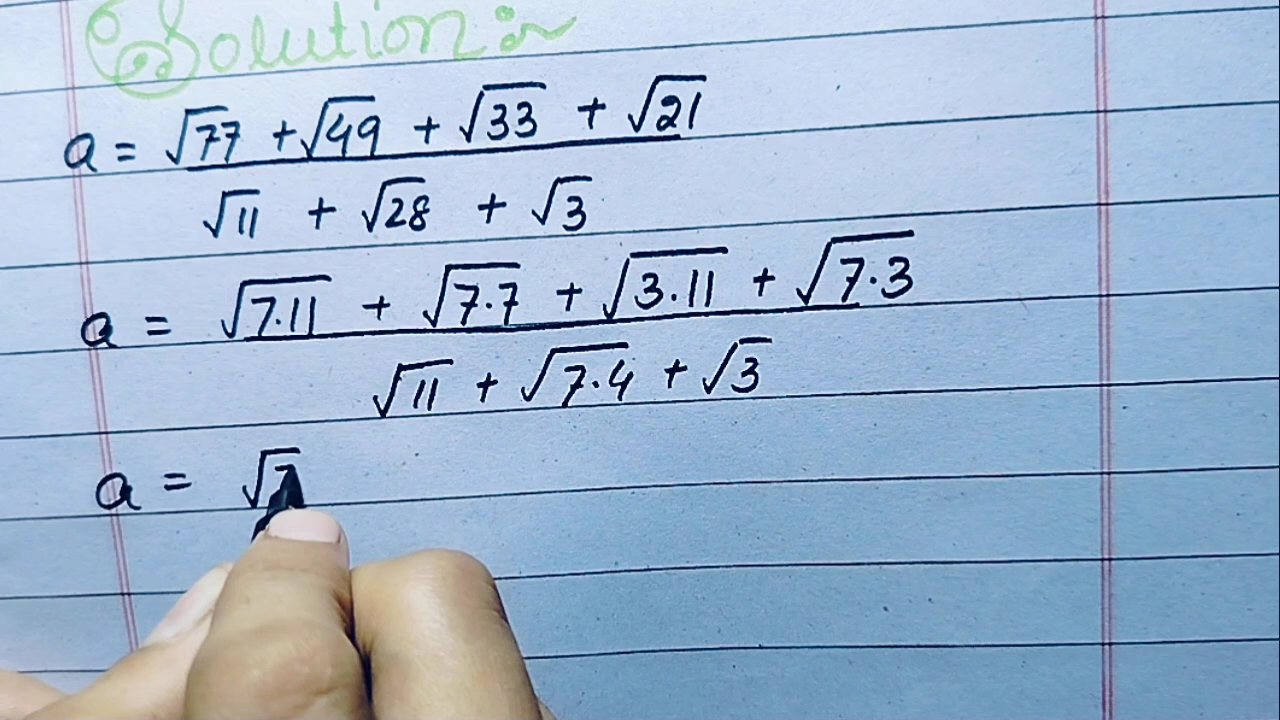 Solution :~
a = √77 + √49 + √33 + √21
√11 + √28 + √3
a = √7.11 + √7.7 + √3.11 + √7.3
√11 + √7.4 + √3
a = √7